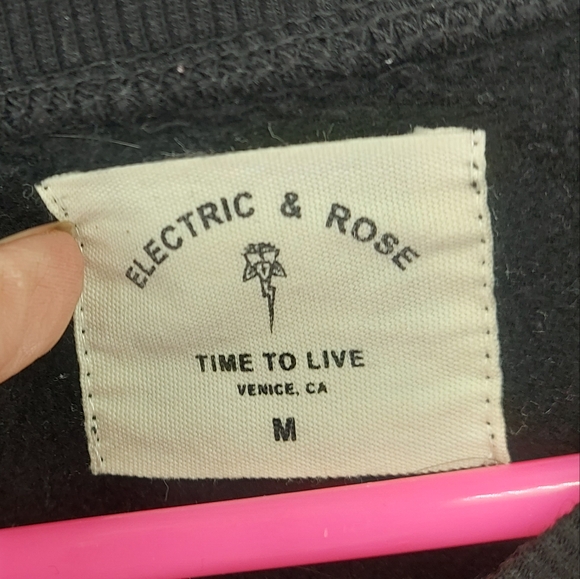 ELECTRIC & ROSE
TIME TO LIVE
VENICE, CA
M